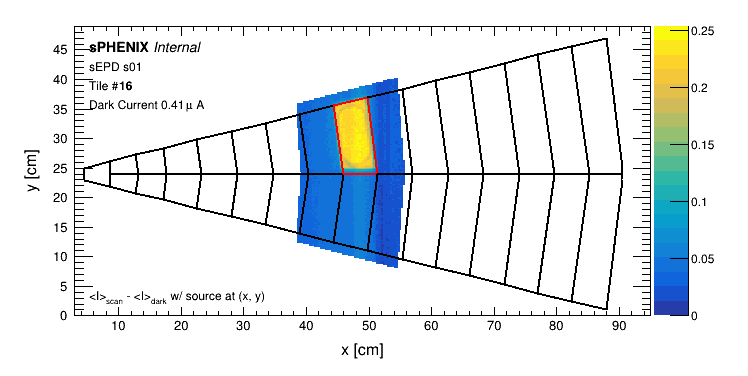 sPHENIX Internal
sEPD s01
Tile #16
Dark Current 0.41 μ A
<I>scan - <I>dark w/ source at (x, y)
y [cm]
45
40
35
30
25
20
15
10
5
0
10 20 30 40 50 60 70 80 90
x [cm]
0.25
0.2
0.15
0.1
0.05
0